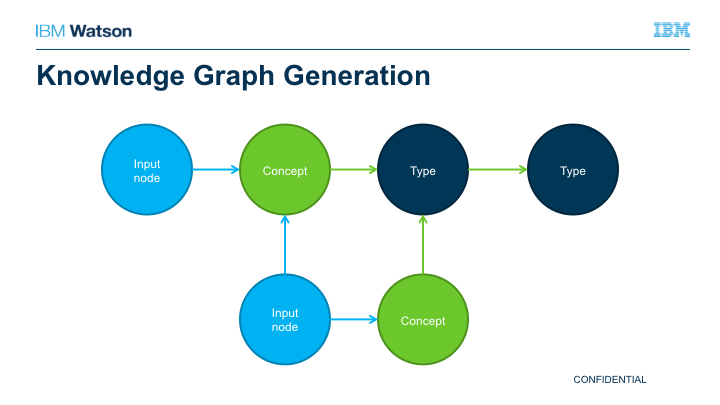 IBM Watson
IBM
Knowledge Graph Generation
Input
node
Concept
Type
Type
Input
node
Concept
CONFIDENTIAL